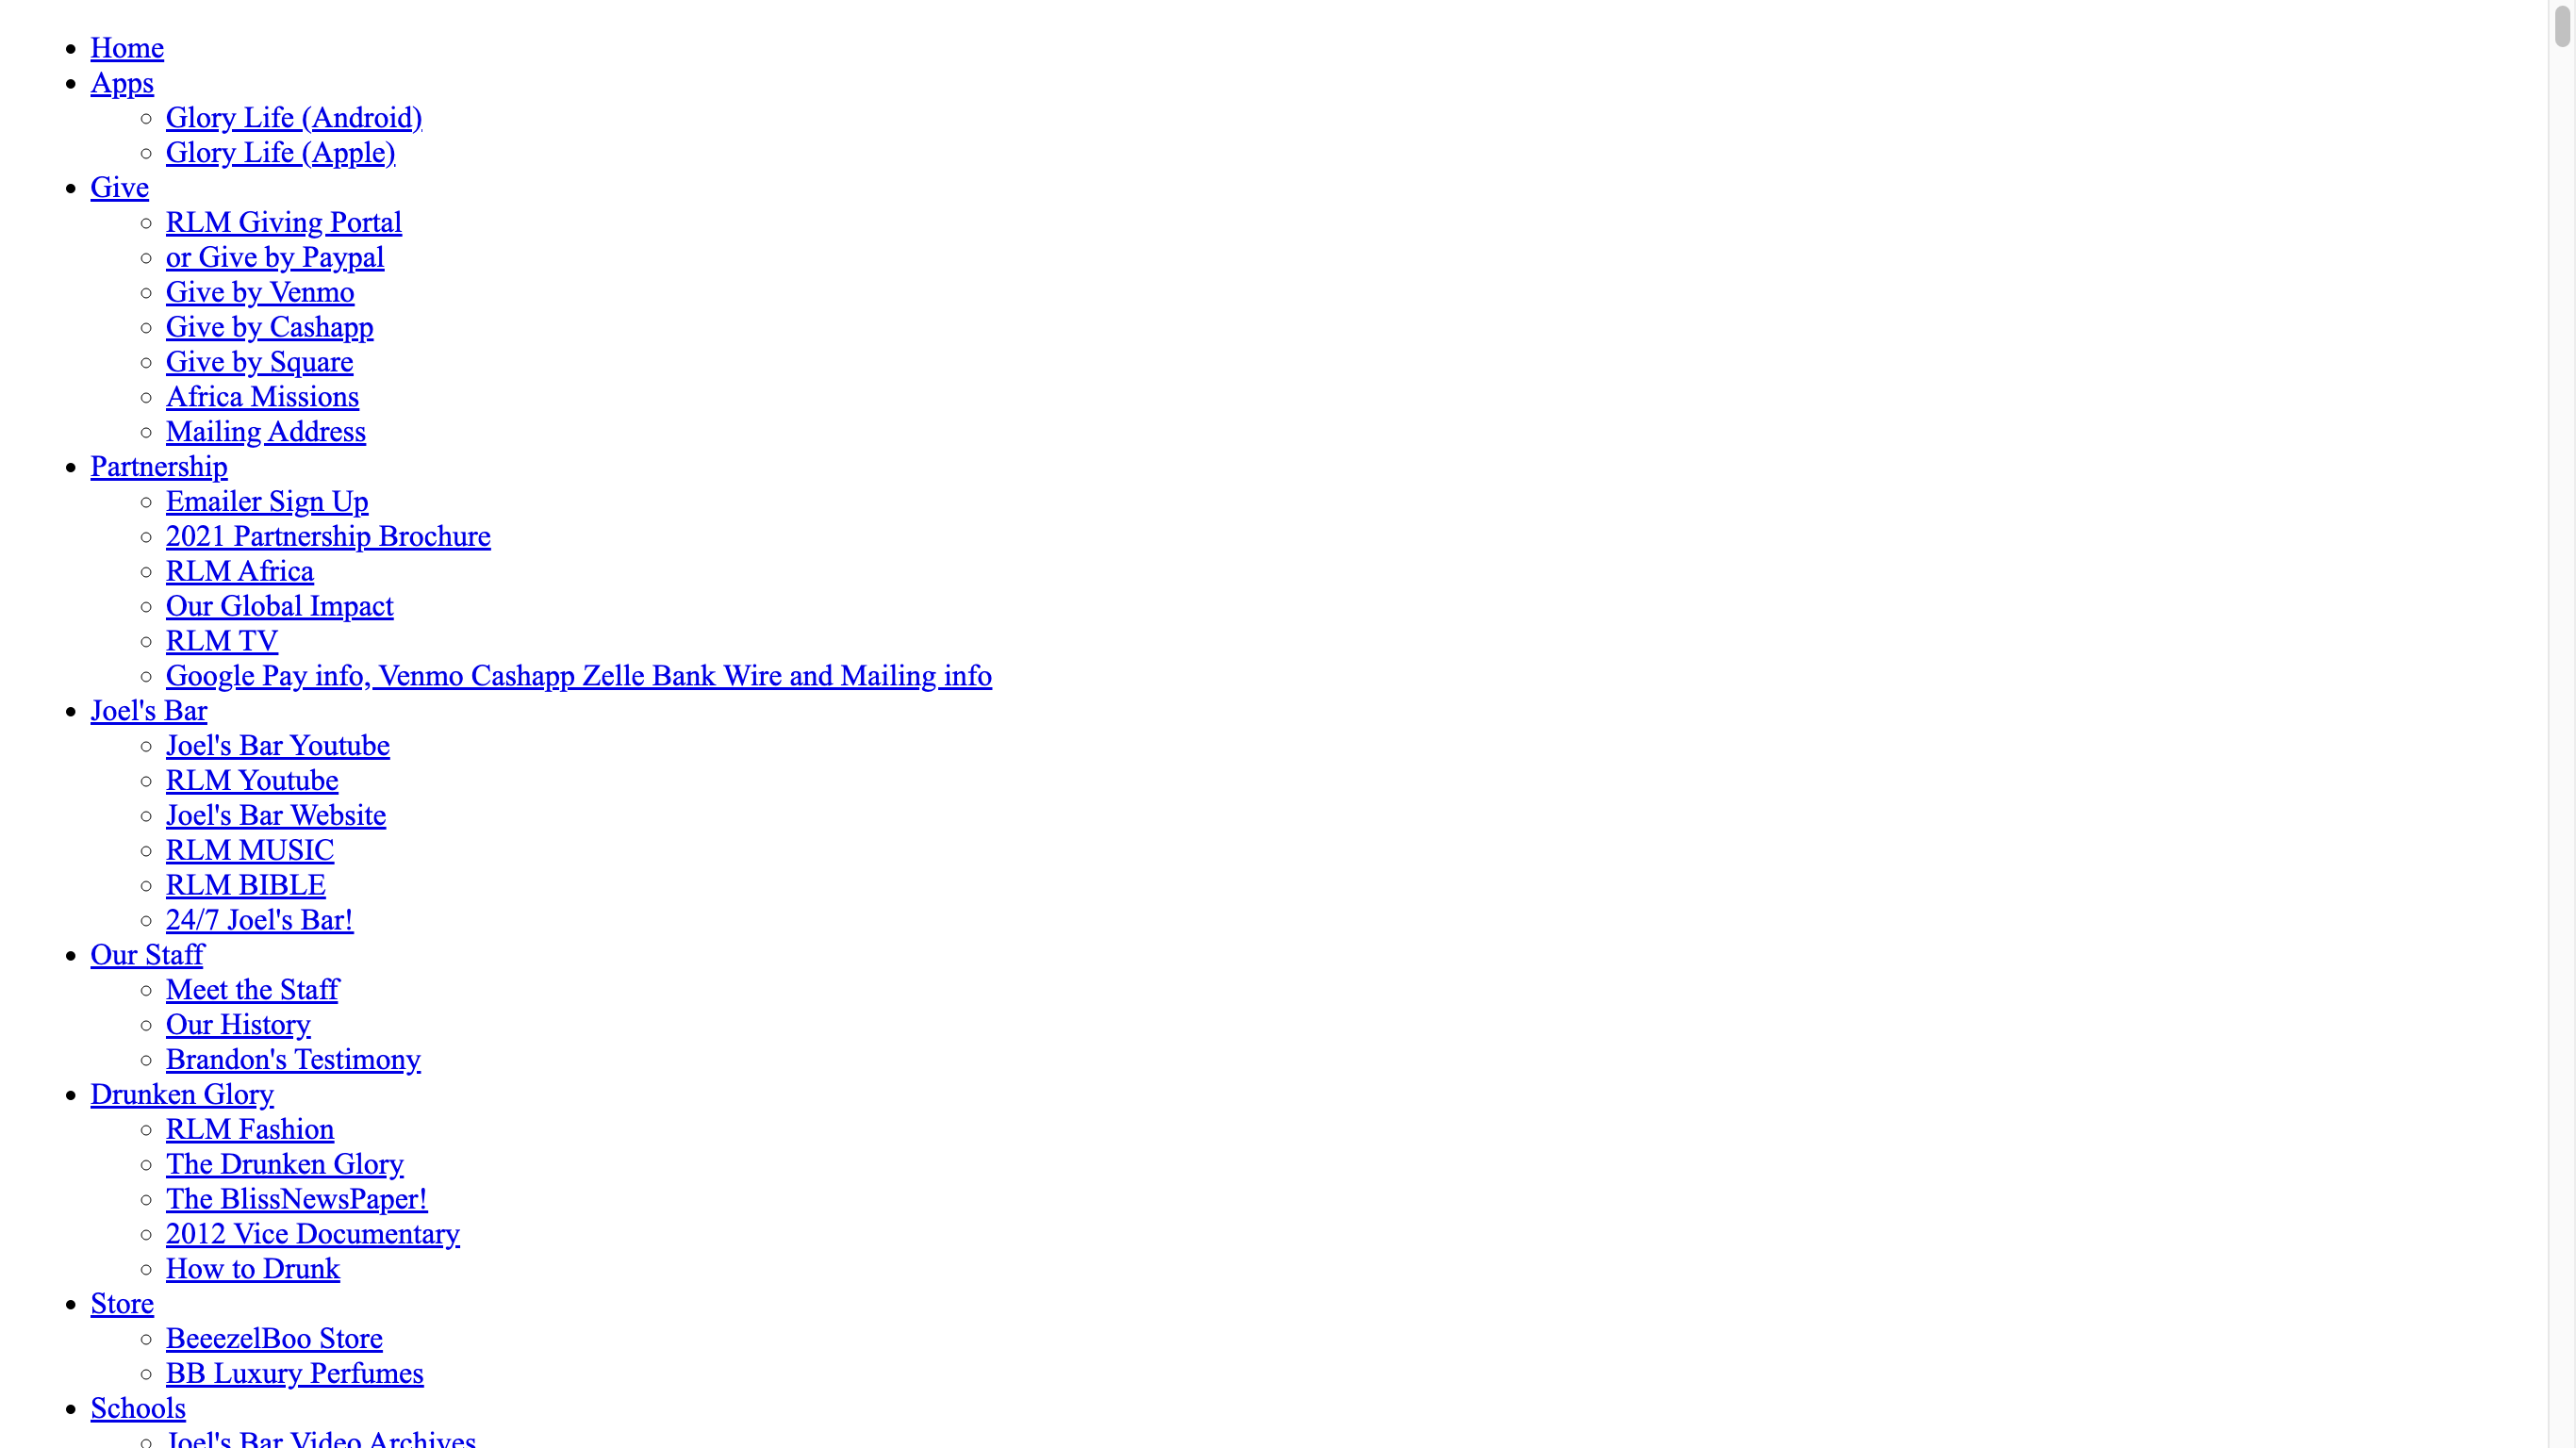 Home
Apps
Glory Life (Android)
Glory Life (Apple)
Give
RLM Giving Portal
or Give by Paypal
Give by Venmo
Give by Cashapp
Give by Square
Africa Missions
Mailing Address
Partnership
Emailer Sign Up
2021 Partnership Brochure
RLM Africa
Our Global Impact
RLM TV
Google Pay info, Venmo Cashapp Zelle Bank Wire and Mailing info
Joel's Bar
Joel's Bar Youtube
RLM Youtube
Joel's Bar Website
RLM MUSIC
RLM BIBLE
24/7 Joel's Bar!
Our Staff
Meet the Staff
Our History
Brandon's Testimony
Drunken Glory
RLM Fashion
The Drunken Glory
The BlissNewsPaper!
2012 Vice Documentary
How to Drunk
Store
BeeezelBoo Store
BB Luxury Perfumes
Schools
Joel's Bar Video Archives